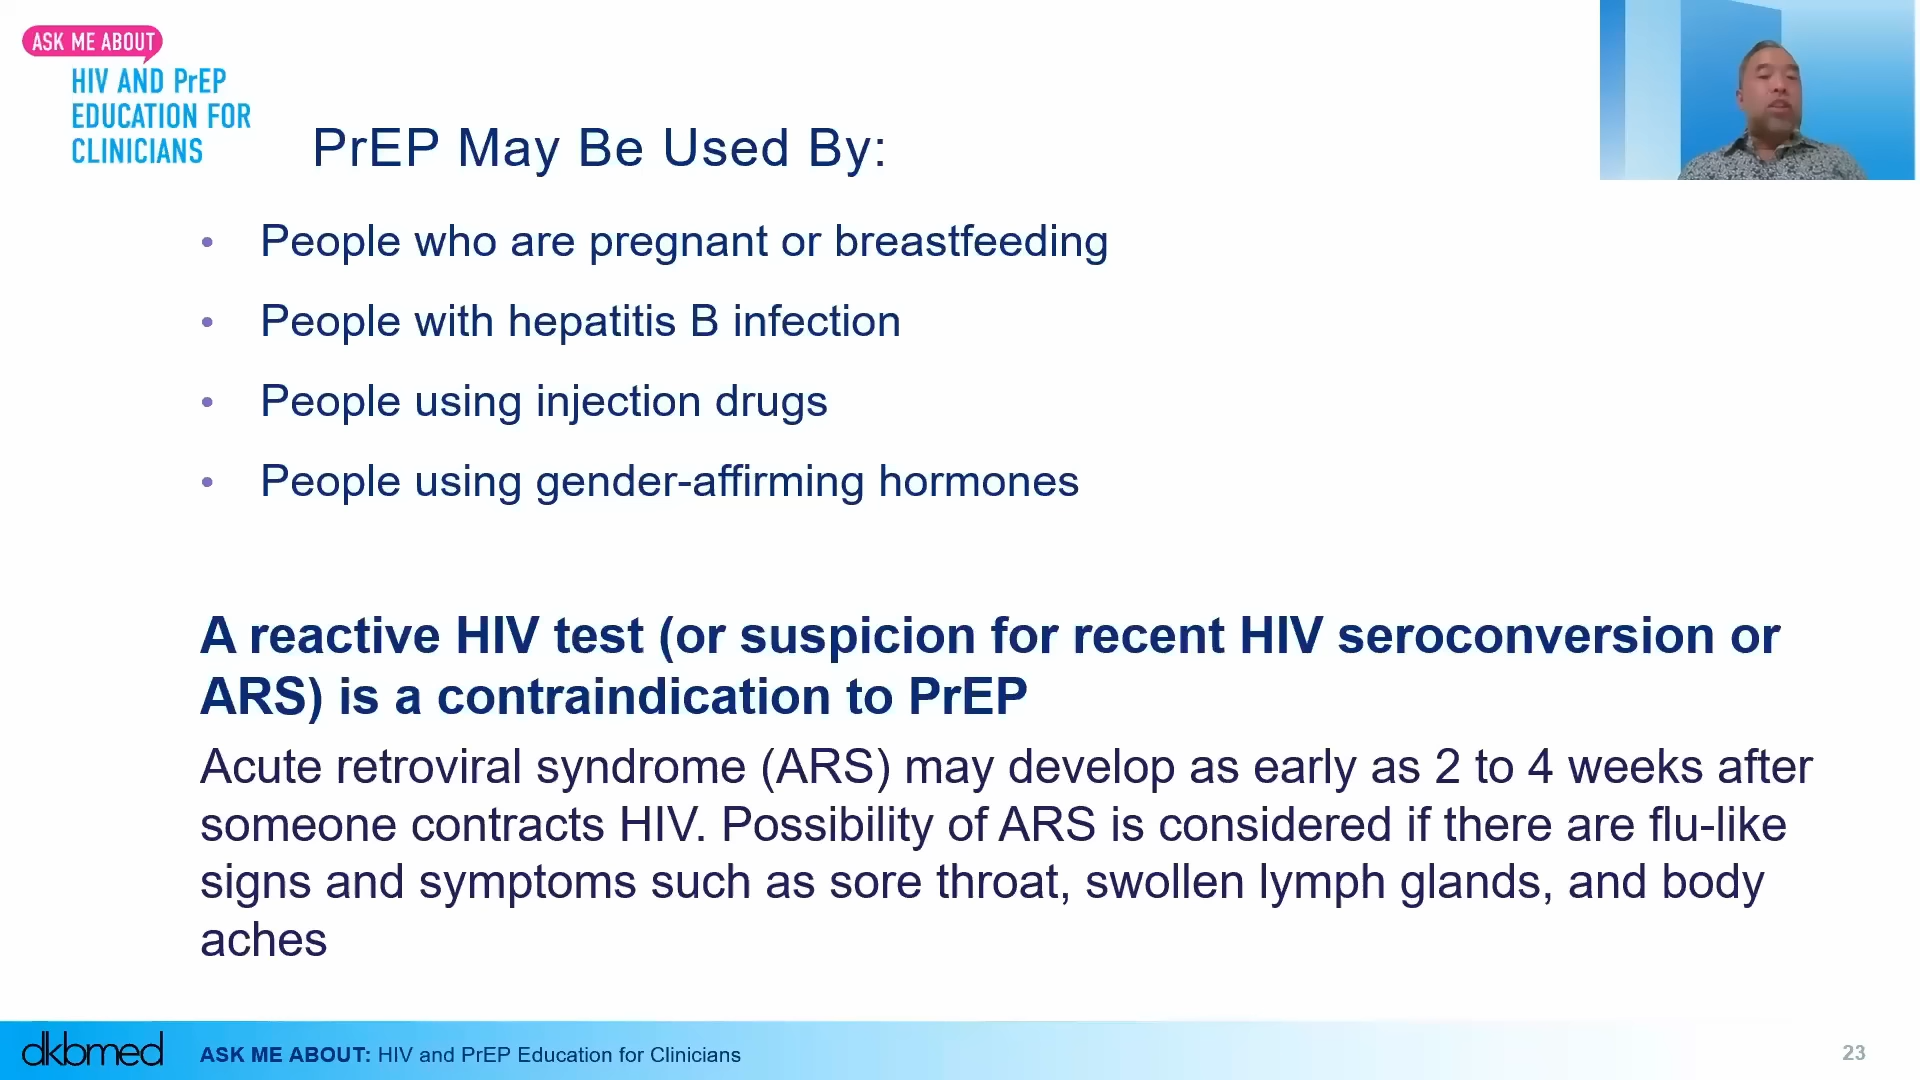 ASK ME ABOUT
HIV AND PrEP
EDUCATION FOR
CLINICIANS
PrEP May Be Used By:
• People who are pregnant or breastfeeding
• People with hepatitis B infection
• People using injection drugs
• People using gender-affirming hormones
A reactive HIV test (or suspicion for recent HIV seroconversion or
ARS) is a contraindication to PrEP
Acute retroviral syndrome (ARS) may develop as early as 2 to 4 weeks after
someone contracts HIV. Possibility of ARS is considered if there are flu-like
signs and symptoms such as sore throat, swollen lymph glands, and body
aches
dkbmed
ASK ME ABOUT: HIV and PrEP Education for Clinicians
23